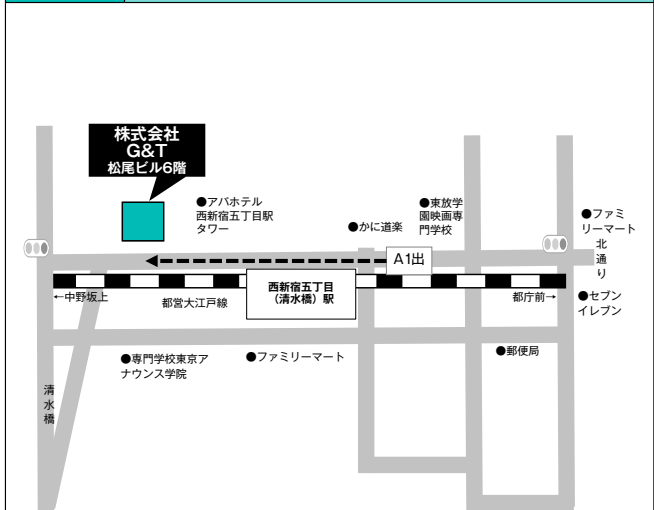 株式会社
G&T
松尾ビル6階
●アパホテル
西新宿五丁目駅
タワー
●かに道楽
●東放学
園映画専
門学校
●ファミ
リーマート
北通り
A1出
←中野坂上
都営大江戸線
西新宿五丁目
（清水橋）駅
都庁前→
●セブン
イレブン
●専門学校東京ア
ナウンス学院
●ファミリーマート
●郵便局
清水橋